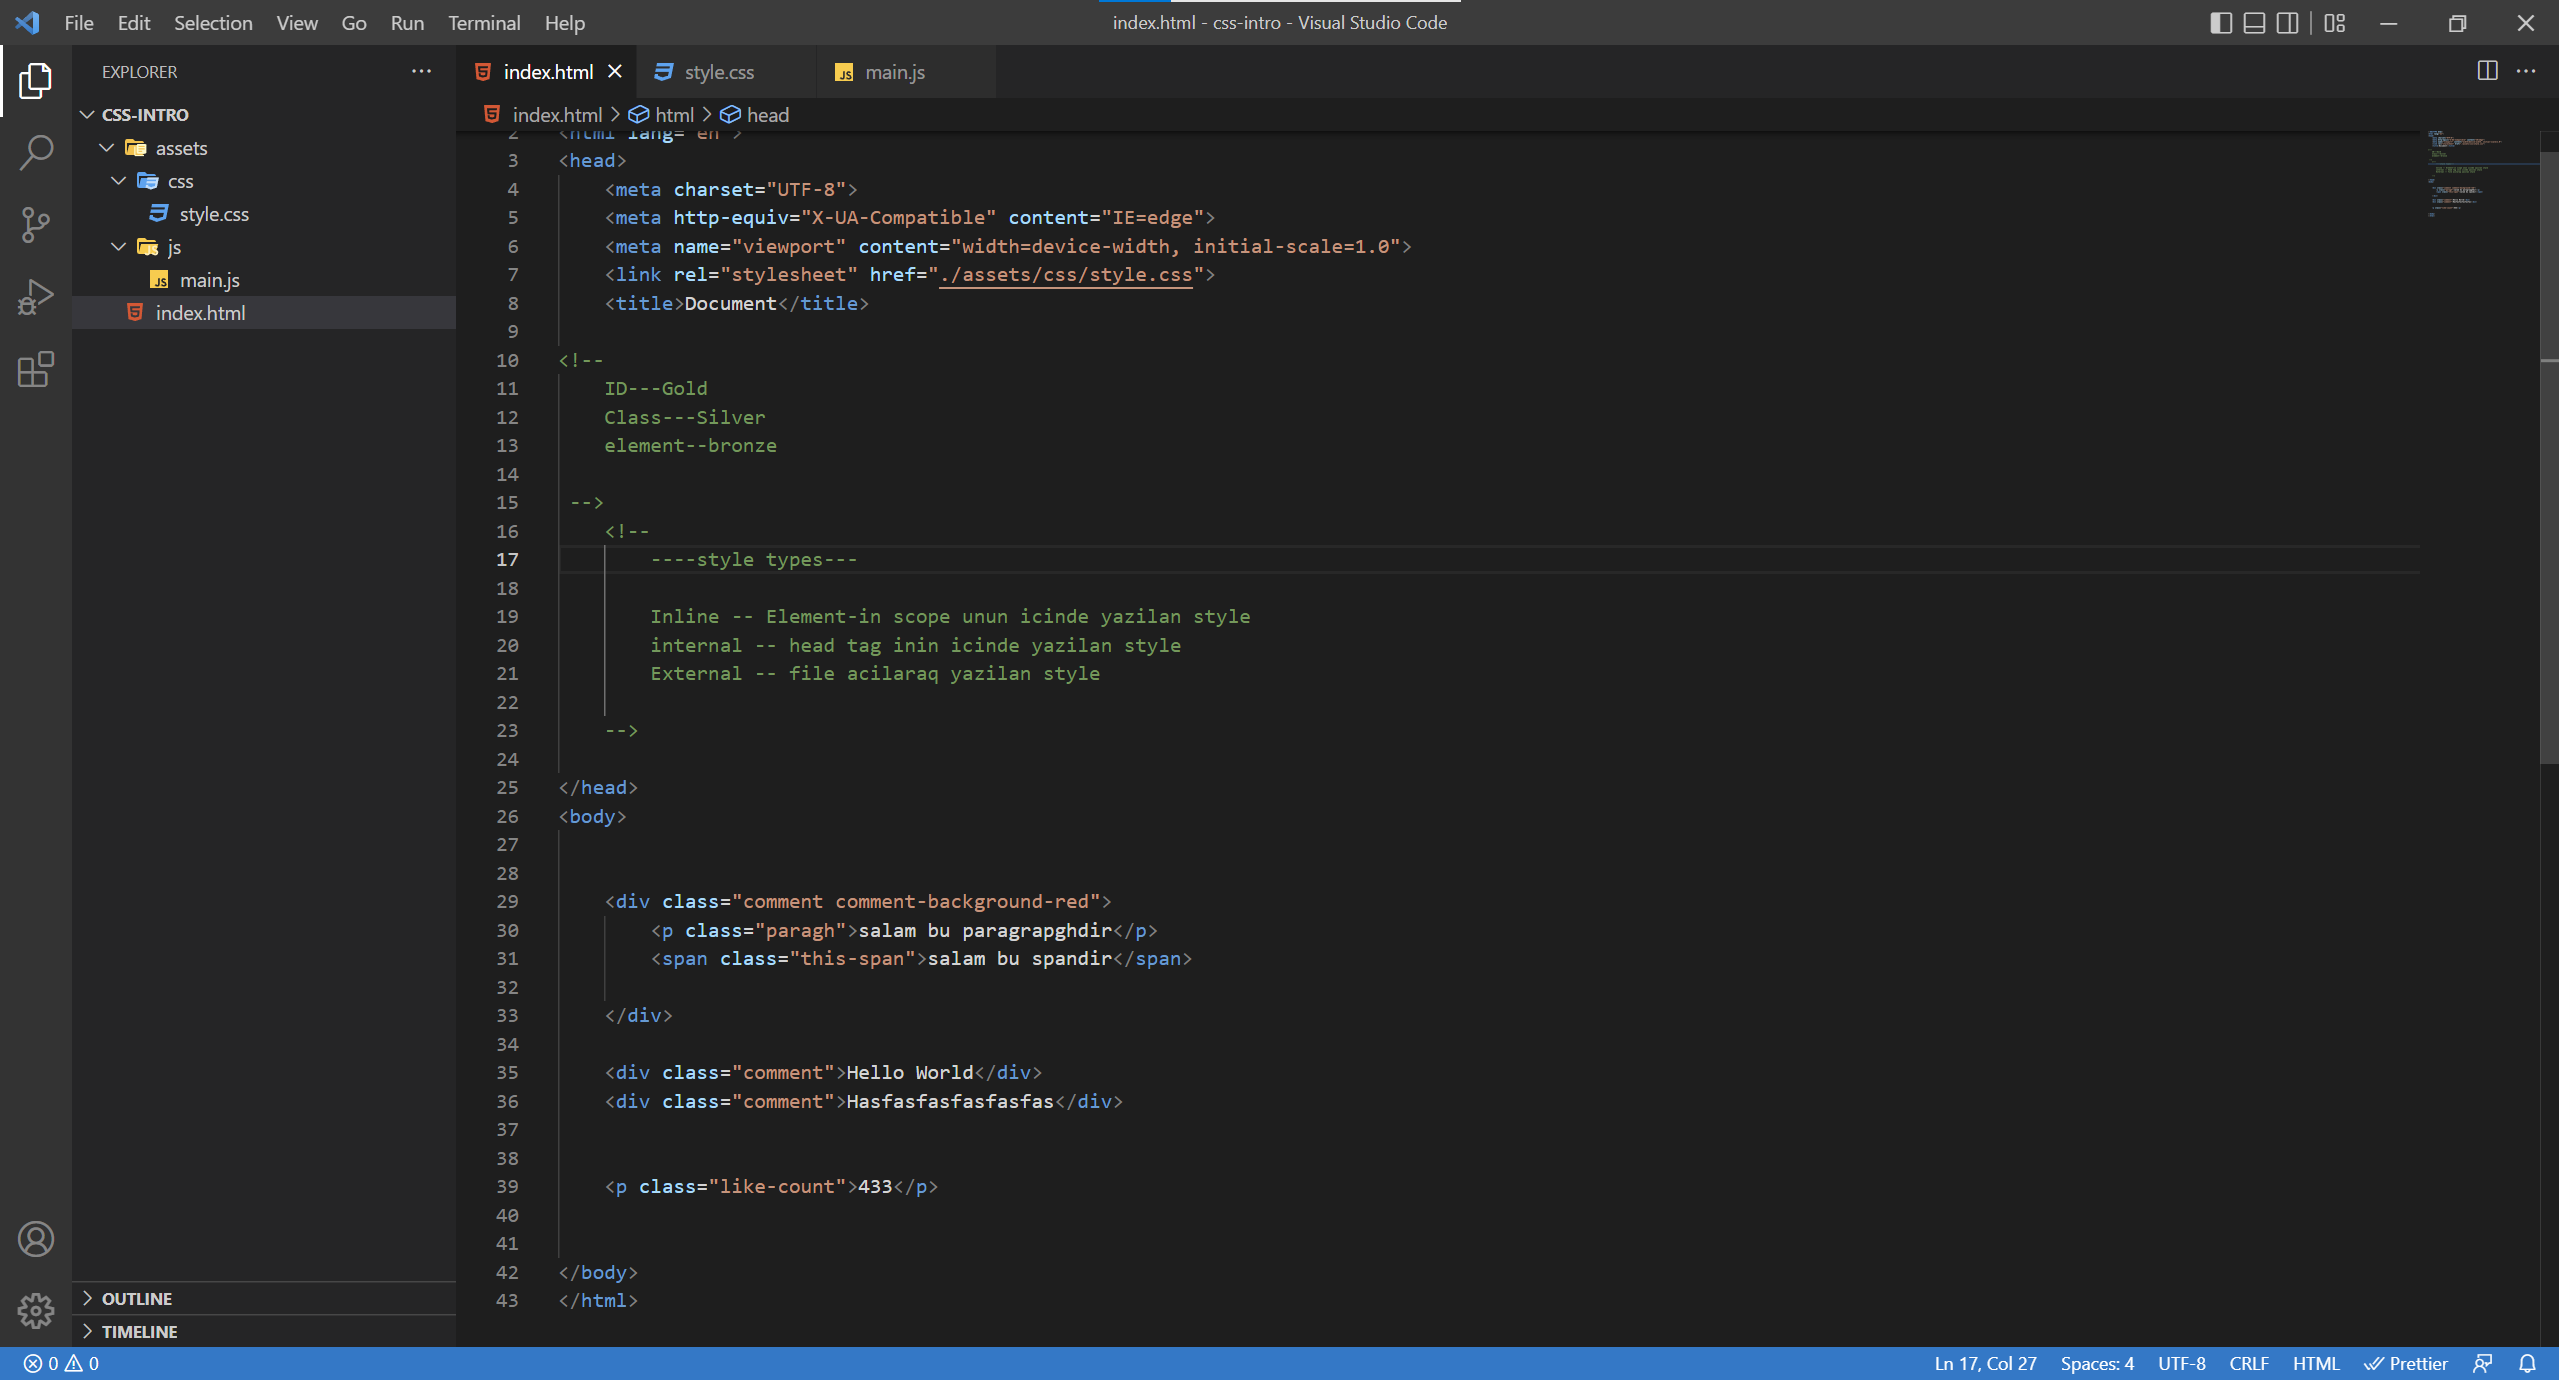 File Edit Selection View Go Run Terminal Help
index.html - css-intro - Visual Studio Code
EXPLORER
CSS-INTRO
assets
css
style.css
js
main.js
index.html
OUTLINE
TIMELINE
index.html style.css main.js
index.html > html > head
2 <html lang="en">
3 <head>
4 <meta charset="UTF-8">
5 <meta http-equiv="X-UA-Compatible" content="IE=edge">
6 <meta name="viewport" content="width=device-width, initial-scale=1.0">
7 <link rel="stylesheet" href="./assets/css/style.css">
8 <title>Document</title>
9
10 <!--
11 ID---Gold
12 Class---Silver
13 element--bronze
14
15 -->
16 <!--
17 ----style types---
18
19 Inline -- Element-in scope unun icinde yazilan style
20 internal -- head tag inin icinde yazilan style
21 External -- file acilaraq yazilan style
22
23 -->
24
25 </head>
26 <body>
27
28
29 <div class="comment comment-background-red">
30 <p class="paragh">salam bu paragrapghdir</p>
31 <span class="this-span">salam bu spandir</span>
32
33 </div>
34
35 <div class="comment">Hello World</div>
36 <div class="comment">Hasfasfasfasfasfas</div>
37
38
39 <p class="like-count">433</p>
40
41
42 </body>
43 </html>
0 0
Ln 17, Col 27 Spaces: 4 UTF-8 CRLF HTML Prettier